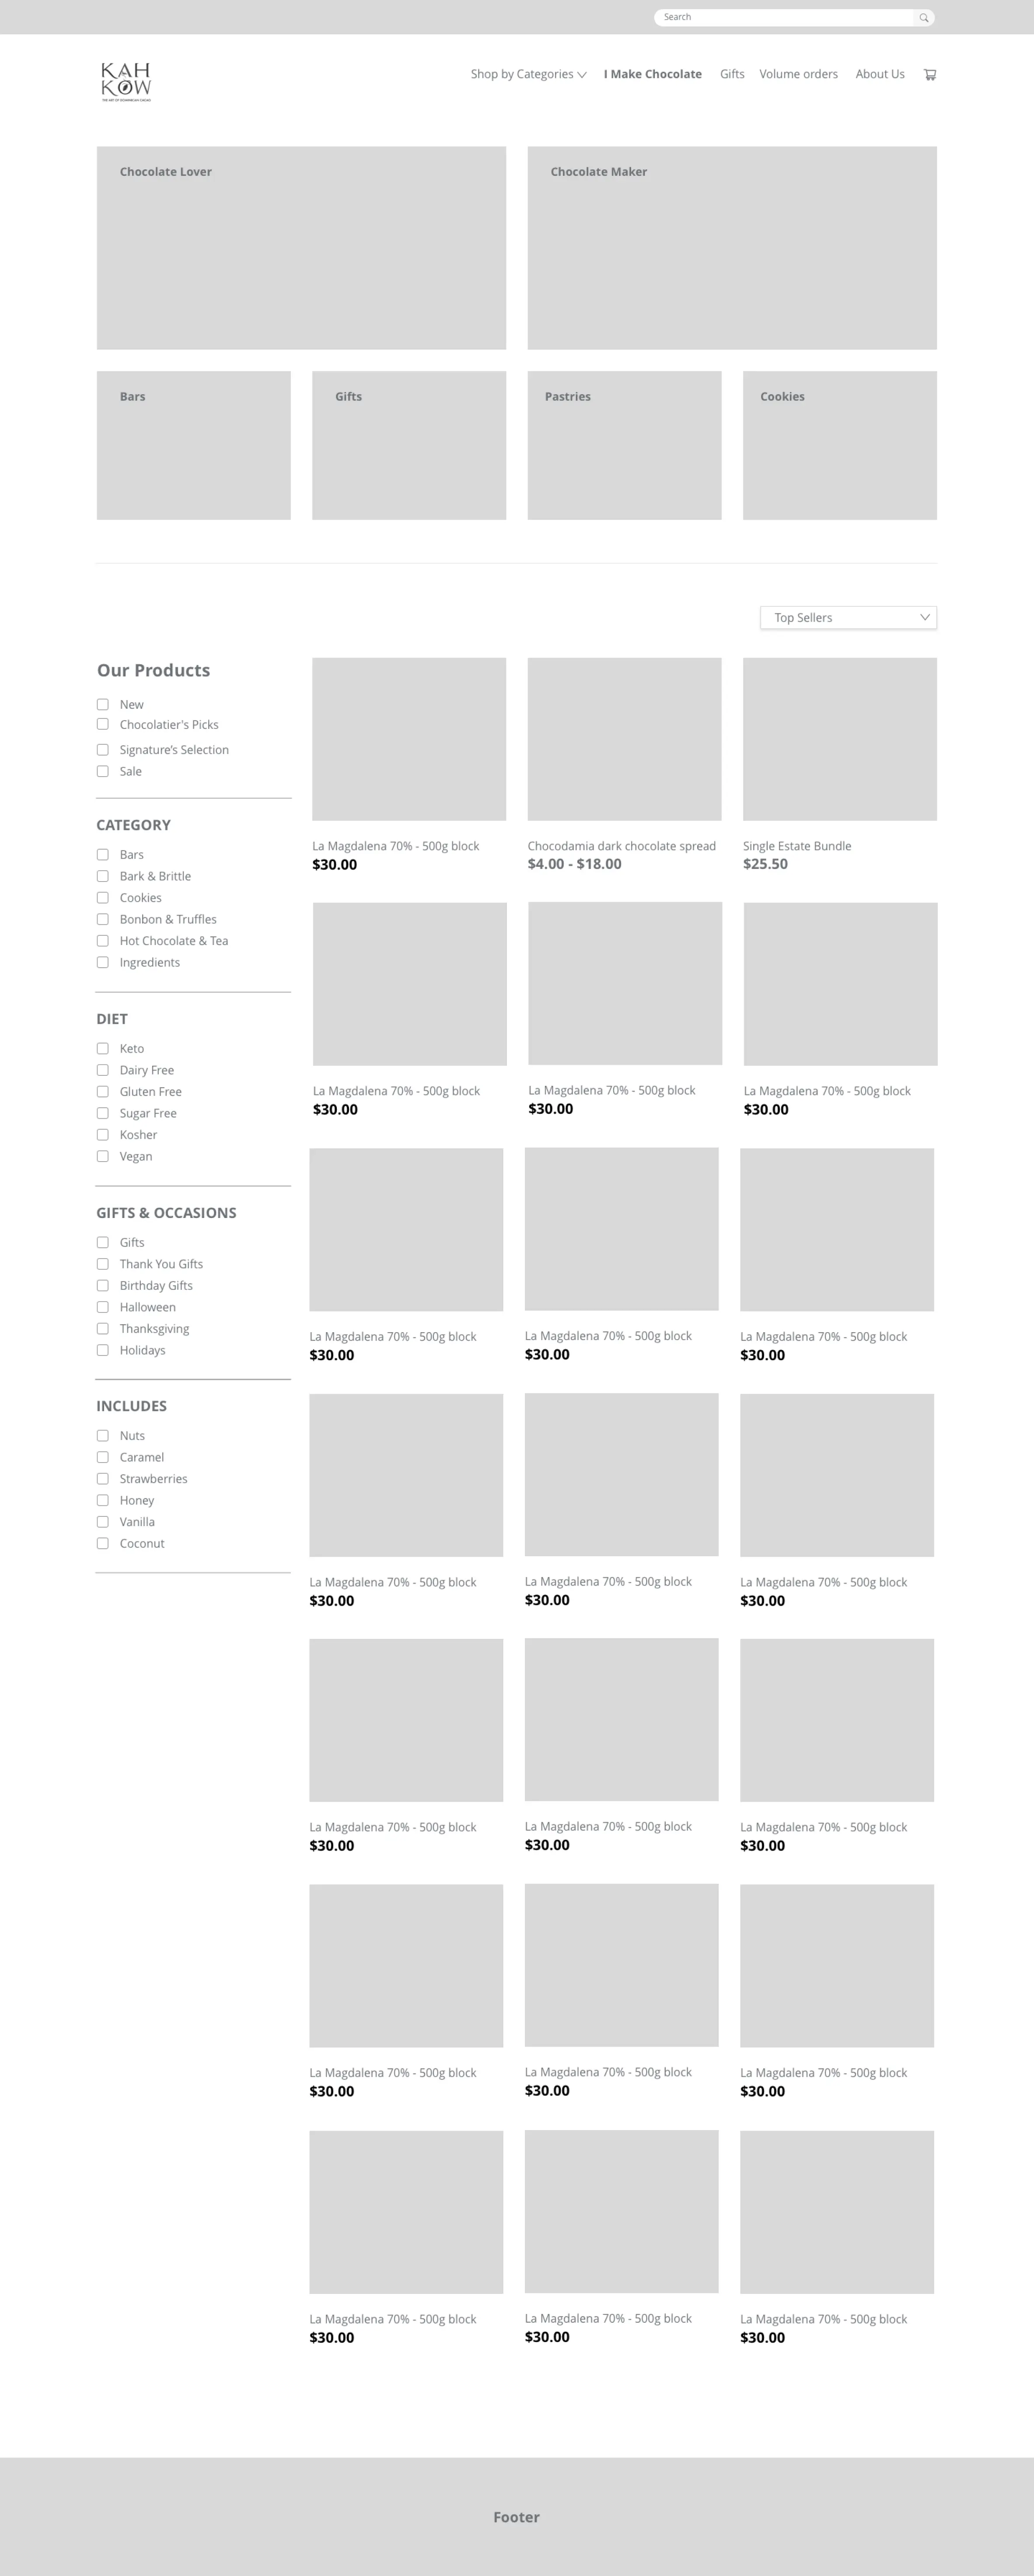 Search
KAH
KOW
THE ART OF DOMINICAN CACAO
Shop by Categories I Make Chocolate Gifts Volume orders About Us
Chocolate Lover
Chocolate Maker
Bars
Gifts
Pastries
Cookies
Top Sellers
Our Products
New
Chocolatier's Picks
Signature's Selection
Sale
CATEGORY
Bars
Bark & Brittle
Cookies
Bonbon & Truffles
Hot Chocolate & Tea
Ingredients
DIET
Keto
Dairy Free
Gluten Free
Sugar Free
Kosher
Vegan
GIFTS & OCCASIONS
Gifts
Thank You Gifts
Birthday Gifts
Halloween
Thanksgiving
Holidays
INCLUDES
Nuts
Caramel
Strawberries
Honey
Vanilla
Coconut
La Magdalena 70% - 500g block
$30.00
Chocodamia dark chocolate spread
$4.00 - $18.00
Single Estate Bundle
$25.50
La Magdalena 70% - 500g block
$30.00
La Magdalena 70% - 500g block
$30.00
La Magdalena 70% - 500g block
$30.00
La Magdalena 70% - 500g block
$30.00
La Magdalena 70% - 500g block
$30.00
La Magdalena 70% - 500g block
$30.00
La Magdalena 70% - 500g block
$30.00
La Magdalena 70% - 500g block
$30.00
La Magdalena 70% - 500g block
$30.00
La Magdalena 70% - 500g block
$30.00
La Magdalena 70% - 500g block
$30.00
La Magdalena 70% - 500g block
$30.00
La Magdalena 70% - 500g block
$30.00
La Magdalena 70% - 500g block
$30.00
La Magdalena 70% - 500g block
$30.00
La Magdalena 70% - 500g block
$30.00
La Magdalena 70% - 500g block
$30.00
La Magdalena 70% - 500g block
$30.00
Footer